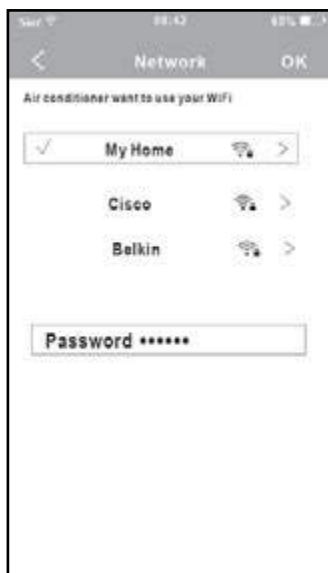 Network OK
Air conditioner want to use your WiFi
My Home
Cisco
Belkin
Password ••••••